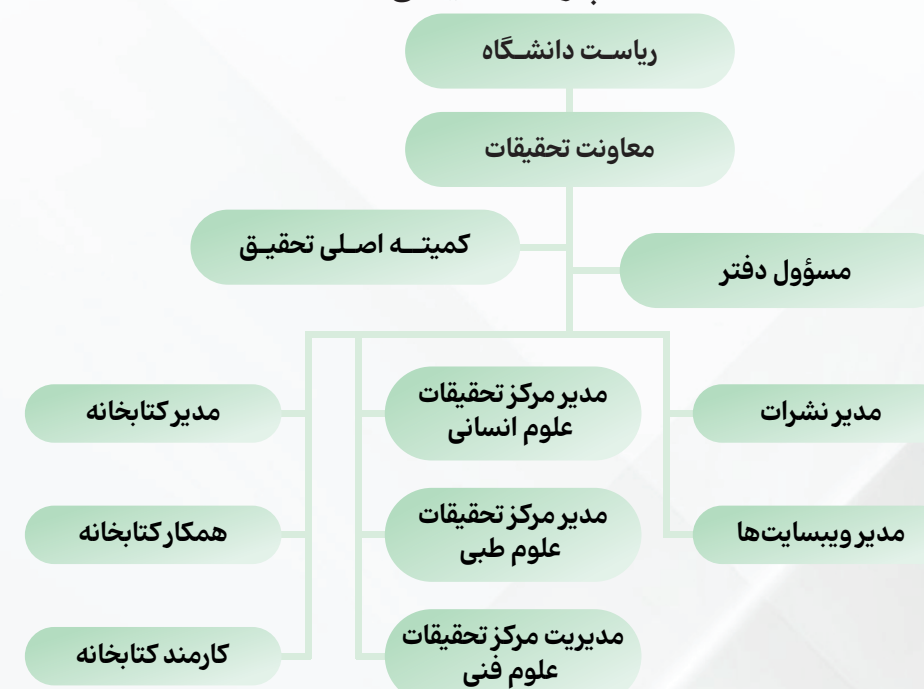 ریاست دانشگاه
معاونت تحقیقات
کمیته اصلی تحقیق
مسؤول دفتر
مدیر نشرات
مدیر مرکز تحقیقات
علوم انسانی
مدیر کتابخانه
مدیر ویبسایت‌ها
مدیر مرکز تحقیقات
علوم طبی
همکار کتابخانه
مدیریت مرکز تحقیقات
علوم فنی
کارمند کتابخانه